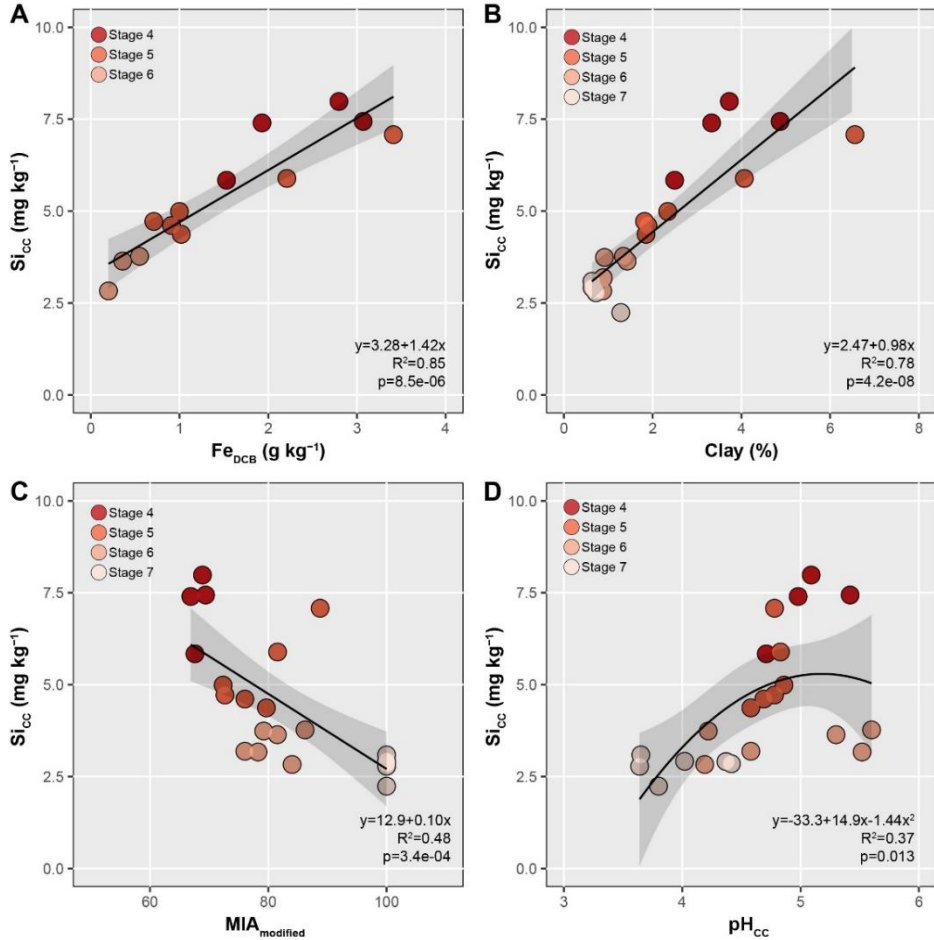 A
Stage 4
Stage 5
Stage 6
10.0
7.5
5.0
2.5
0.0
SiCC (mg kg⁻¹)
y=3.28+1.42x
R²=0.85
p=8.5e-06
0 1 2 3 4
FeDCB (g kg⁻¹)
B
Stage 4
Stage 5
Stage 6
Stage 7
10.0
7.5
5.0
2.5
0.0
SiCC (mg kg⁻¹)
y=2.47+0.98x
R²=0.78
p=4.2e-08
0 2 4 6 8
Clay (%)
C
Stage 4
Stage 5
Stage 6
Stage 7
10.0
7.5
5.0
2.5
0.0
SiCC (mg kg⁻¹)
y=12.9+0.10x
R²=0.48
p=3.4e-04
60 80 100
MIAmodified
D
Stage 4
Stage 5
Stage 6
Stage 7
10.0
7.5
5.0
2.5
0.0
SiCC (mg kg⁻¹)
y=-33.3+14.9x-1.44x²
R²=0.37
p=0.013
3 4 5 6
pHCC